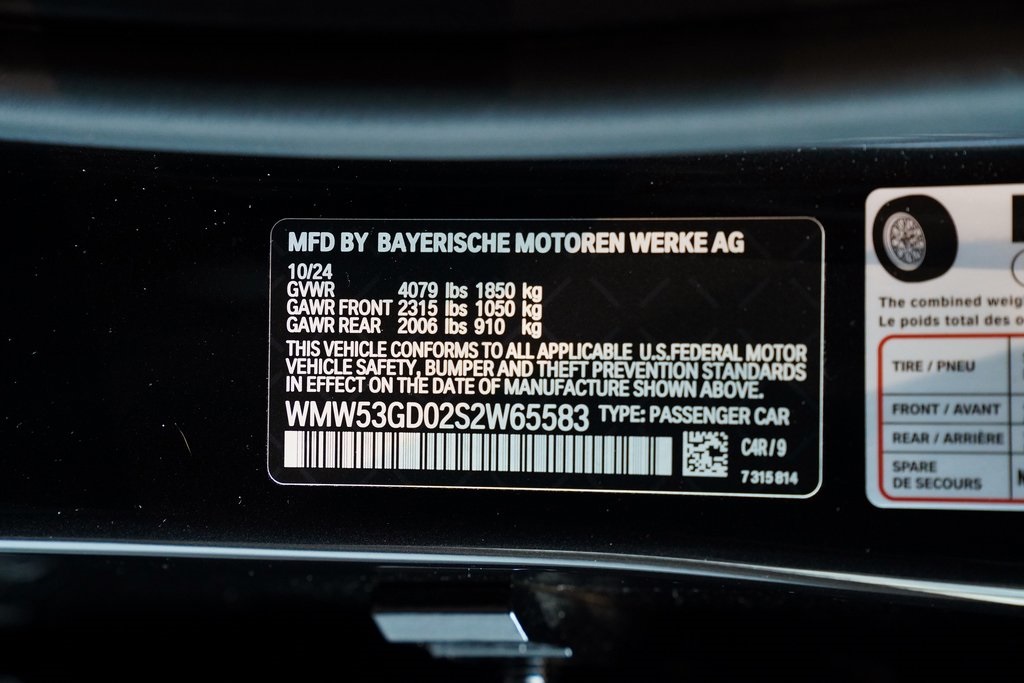 MFD BY BAYERISCHE MOTOREN WERKE AG
10/24
GVWR 4079 lbs 1850 kg
GAWR FRONT 2315 lbs 1050 kg
GAWR REAR 2006 lbs 910 kg
THIS VEHICLE CONFORMS TO ALL APPLICABLE U.S.FEDERAL MOTOR
VEHICLE SAFETY, BUMPER AND THEFT PREVENTION STANDARDS
IN EFFECT ON THE DATE OF MANUFACTURE SHOWN ABOVE.
WMW53GD02S2W65583 TYPE: PASSENGER CAR
C4R/9
7315814
The combined
Le poids total des
TIRE / PNEU
FRONT / AVANT
REAR / ARRIÈRE
SPARE
DE SECOURS